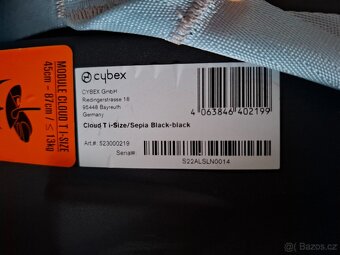 MODULE CLOUD T I-SIZE
45cm - 87cm / ≤ 13kg
cybex
CYBEX GmbH
Riedingerstrasse 18
95448 Bayreuth
Germany
4 063846 402199
Cloud T i-Size/Sepia Black-black
Art.#: 523000219
Serial#:
S22ALSLN0014
Bazoš.cz